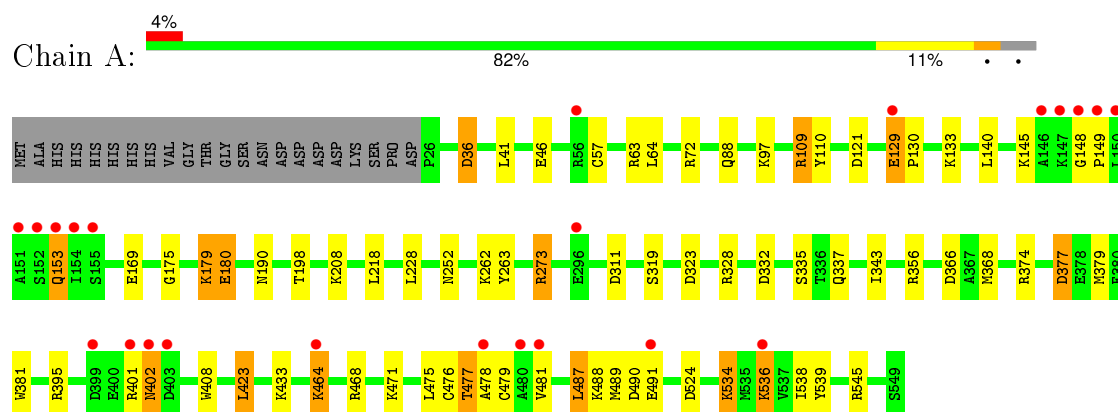 4%
Chain A:
82% 11% • •
MET ALA HIS HIS HIS HIS HIS HIS VAL GLY THR GLY SER ASN ASP ASP ASP ASP LYS SER PRO ASP P26 D36 L41 E46 R56 C57 R63 L64 R72 Q88 K97 R109 Y110 D121 E129 P130 K133 L140 K145 A146 K147 G148 P149 L150
A151 S152 Q153 I154 S155 E169 G175 K179 E180 N190 T198 K208 L218 L228 N252 K262 Y263 R273 E296 D311 S319 D323 R328 D332 S335 T336 Q337 I343 R356 D366 A367 M368 R374 D377 E378 M379
W381 R395 D399 E400 R401 N402 D403 W408 L423 K433 K464 R468 K471 L475 C476 T477 A478 C479 A480 V481 L487 K488 M489 D490 E491 D524 K534 M535 K536 V537 I538 Y539 R545 S549